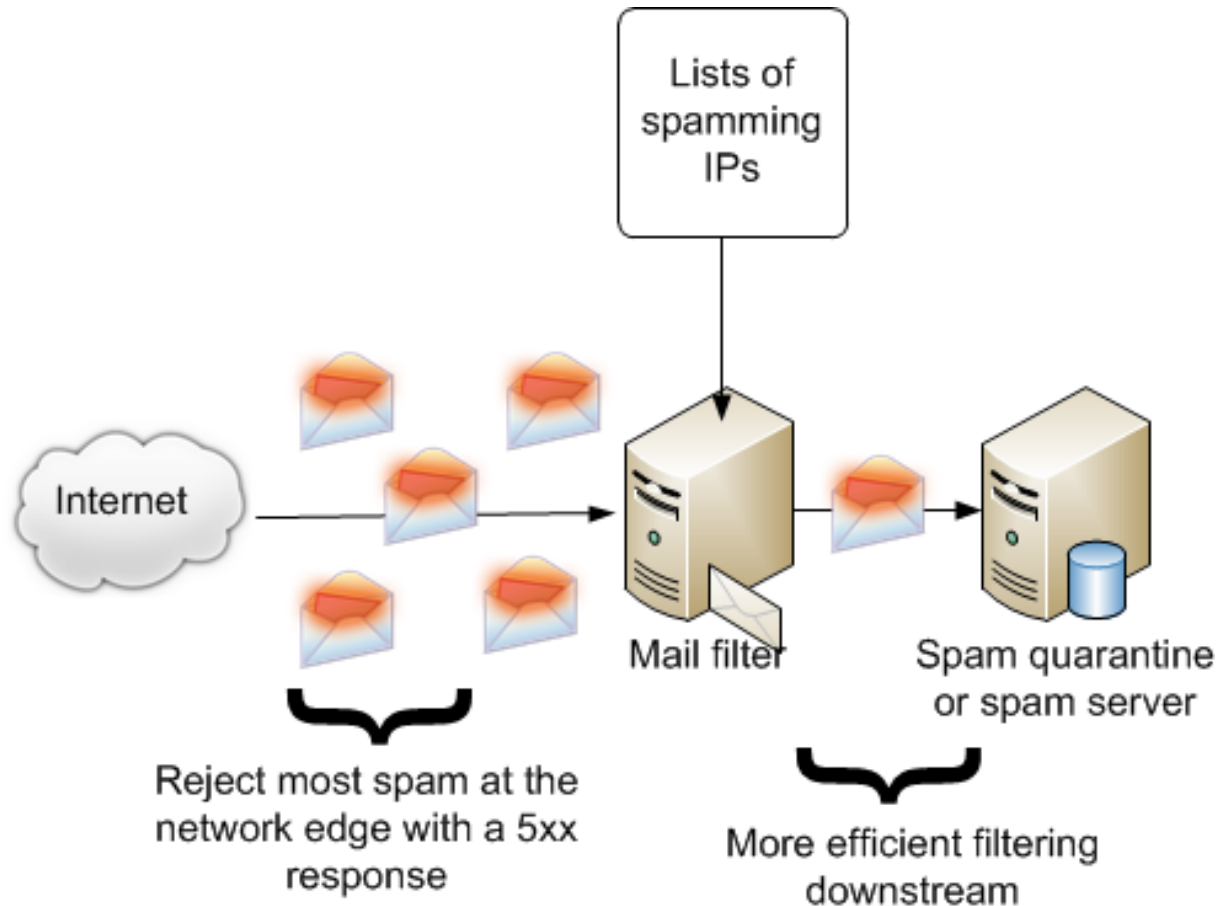 Lists of
spamming
IPs
Internet
Mail filter
Spam quarantine
or spam server
Reject most spam at the
network edge with a 5xx
response
More efficient filtering
downstream